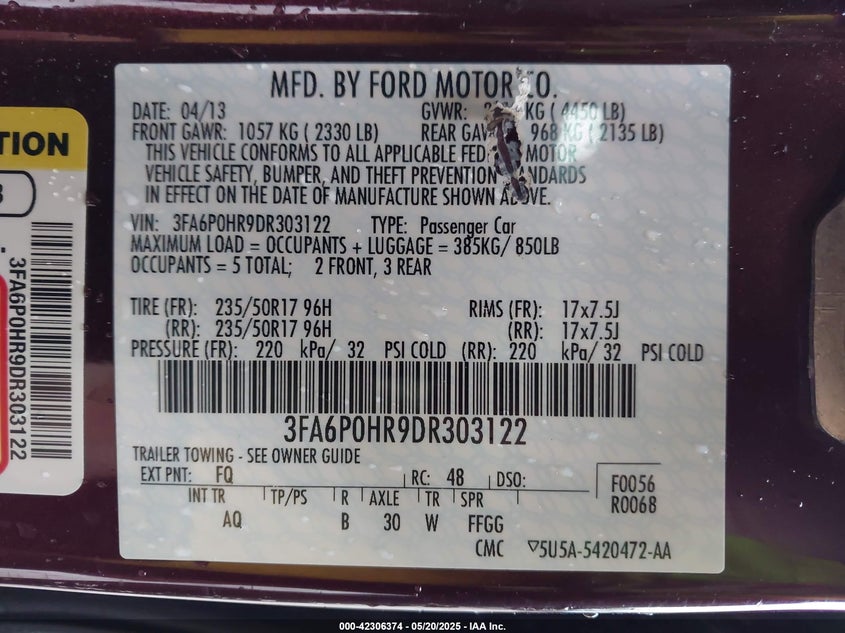 MFD. BY FORD MOTOR CO.
DATE: 04/13 GVWR: KG ( 4450 LB)
FRONT GAWR: 1057 KG ( 2330 LB) REAR 968 KG ( 2135 LB)
THIS VEHICLE CONFORMS TO ALL APPLICABLE MOTOR
VEHICLE SAFETY, BUMPER, AND THEFT PREVENTION
IN EFFECT ON THE DATE OF MANUFACTURE SHOWN
VIN: 3FA6P0HR9DR303122 TYPE: Passenger Car
MAXIMUM LOAD = OCCUPANTS + LUGGAGE = 385KG/ 850LB
OCCUPANTS = 5 TOTAL; 2 FRONT, 3 REAR
TIRE (FR): 235/50R17 96H RIMS (FR): 17x7.5J
(RR): 235/50R17 96H (RR): 17x7.5J
PRESSURE (FR): 220 kPa/ 32 PSI COLD (RR): 220 kPa/ 32 PSI COLD
3FA6P0HR9DR303122
TRAILER TOWING - SEE OWNER GUIDE
EXT PNT: FQ RC: 48 DSO: F0056
R0068
INT TR TP/PS R AXLE TR SPR
AQ B 30 W FFGG
CMC ▽5U5A-5420472-AA
3FA6P0HR9DR303122
000-42306374 - 05/20/2025 - IAA Inc.